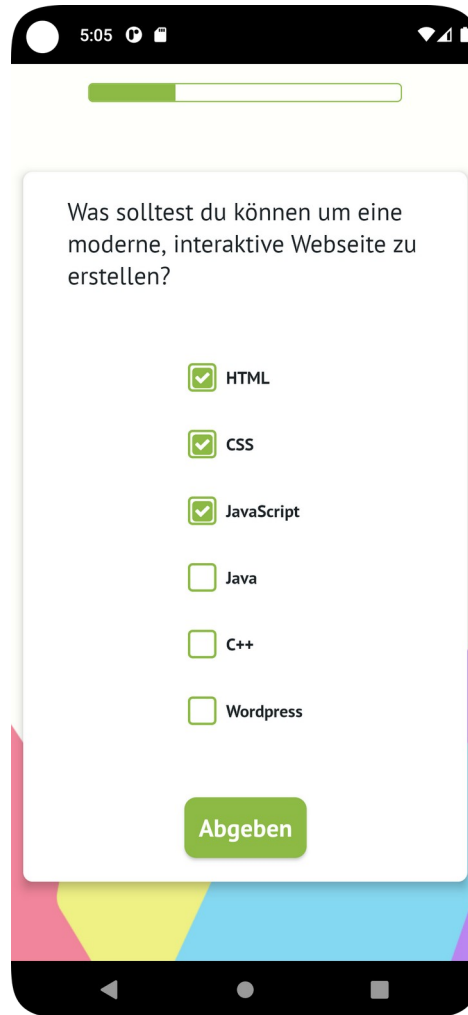 5:05
Was solltest du können um eine
moderne, interaktive Webseite zu
erstellen?
HTML
CSS
JavaScript
Java
C++
Wordpress
Abgeben